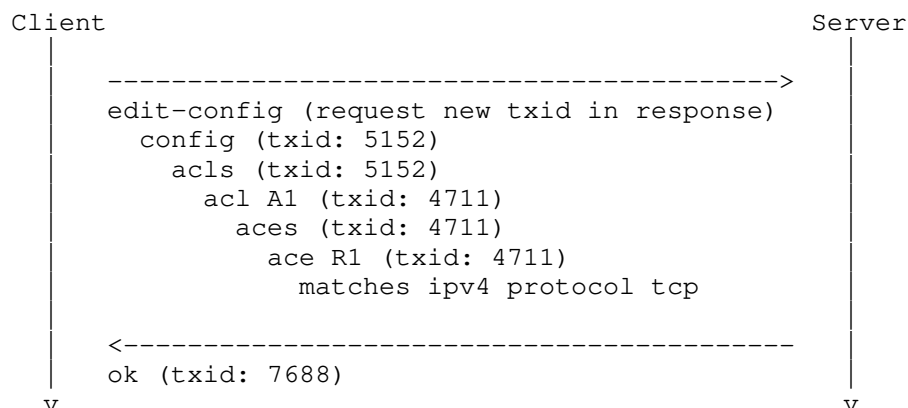 Client                                            Server
  |                                                 |
  |   ------------------------------------------>   |
  |   edit-config (request new txid in response)    |
  |     config (txid: 5152)                         |
  |       acls (txid: 5152)                         |
  |         acl A1 (txid: 4711)                     |
  |           aces (txid: 4711)                     |
  |             ace R1 (txid: 4711)                 |
  |               matches ipv4 protocol tcp         |
  |                                                 |
  |   <------------------------------------------   |
  |   ok (txid: 7688)                               |
  v                                                 v